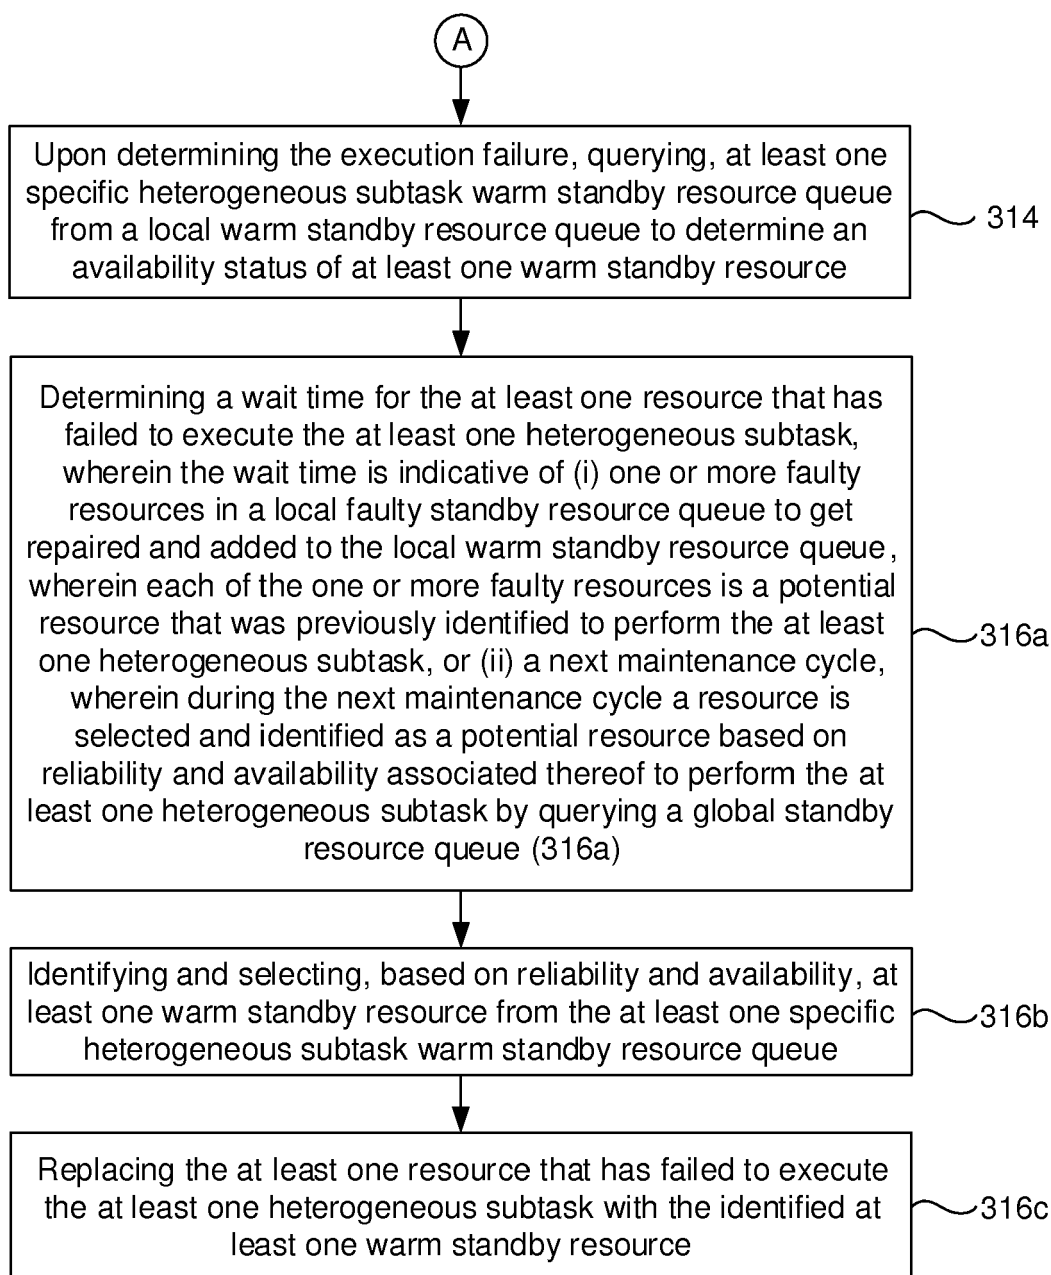 A
Upon determining the execution failure, querying, at least one
specific heterogeneous subtask warm standby resource queue
from a local warm standby resource queue to determine an
availability status of at least one warm standby resource
314
Determining a wait time for the at least one resource that has
failed to execute the at least one heterogeneous subtask,
wherein the wait time is indicative of (i) one or more faulty
resources in a local faulty standby resource queue to get
repaired and added to the local warm standby resource queue,
wherein each of the one or more faulty resources is a potential
resource that was previously identified to perform the at least
one heterogeneous subtask, or (ii) a next maintenance cycle,
wherein during the next maintenance cycle a resource is
selected and identified as a potential resource based on
reliability and availability associated thereof to perform the at
least one heterogeneous subtask by querying a global standby
resource queue (316a)
316a
Identifying and selecting, based on reliability and availability, at
least one warm standby resource from the at least one specific
heterogeneous subtask warm standby resource queue
316b
Replacing the at least one resource that has failed to execute
the at least one heterogeneous subtask with the identified at
least one warm standby resource
316c